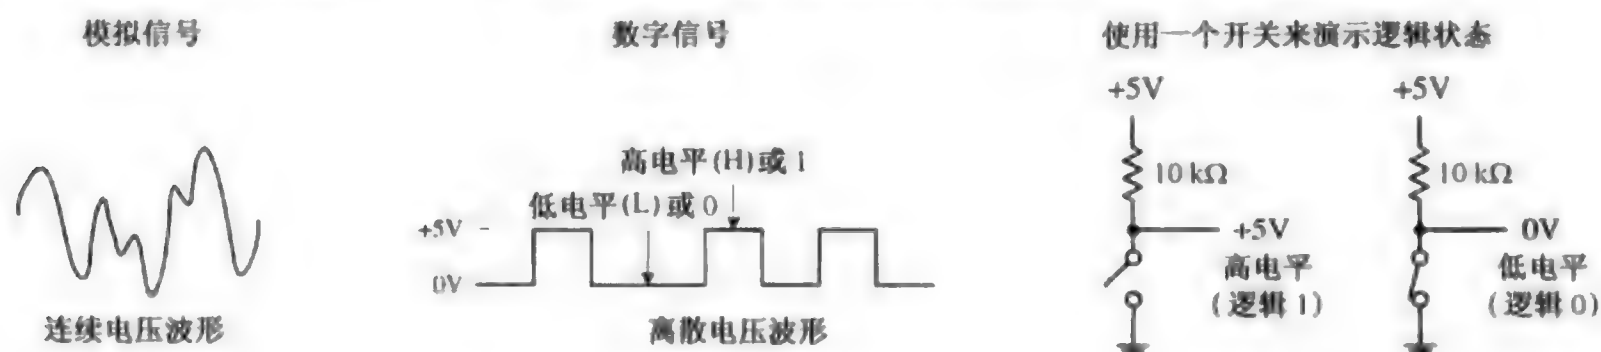 模拟信号
连续电压波形
数字信号
高电平(H)或1
低电平(L)或0
+5V
0V
离散电压波形
使用一个开关来演示逻辑状态
+5V
10 kΩ
+5V
高电平
(逻辑1)
+5V
10 kΩ
0V
低电平
(逻辑0)